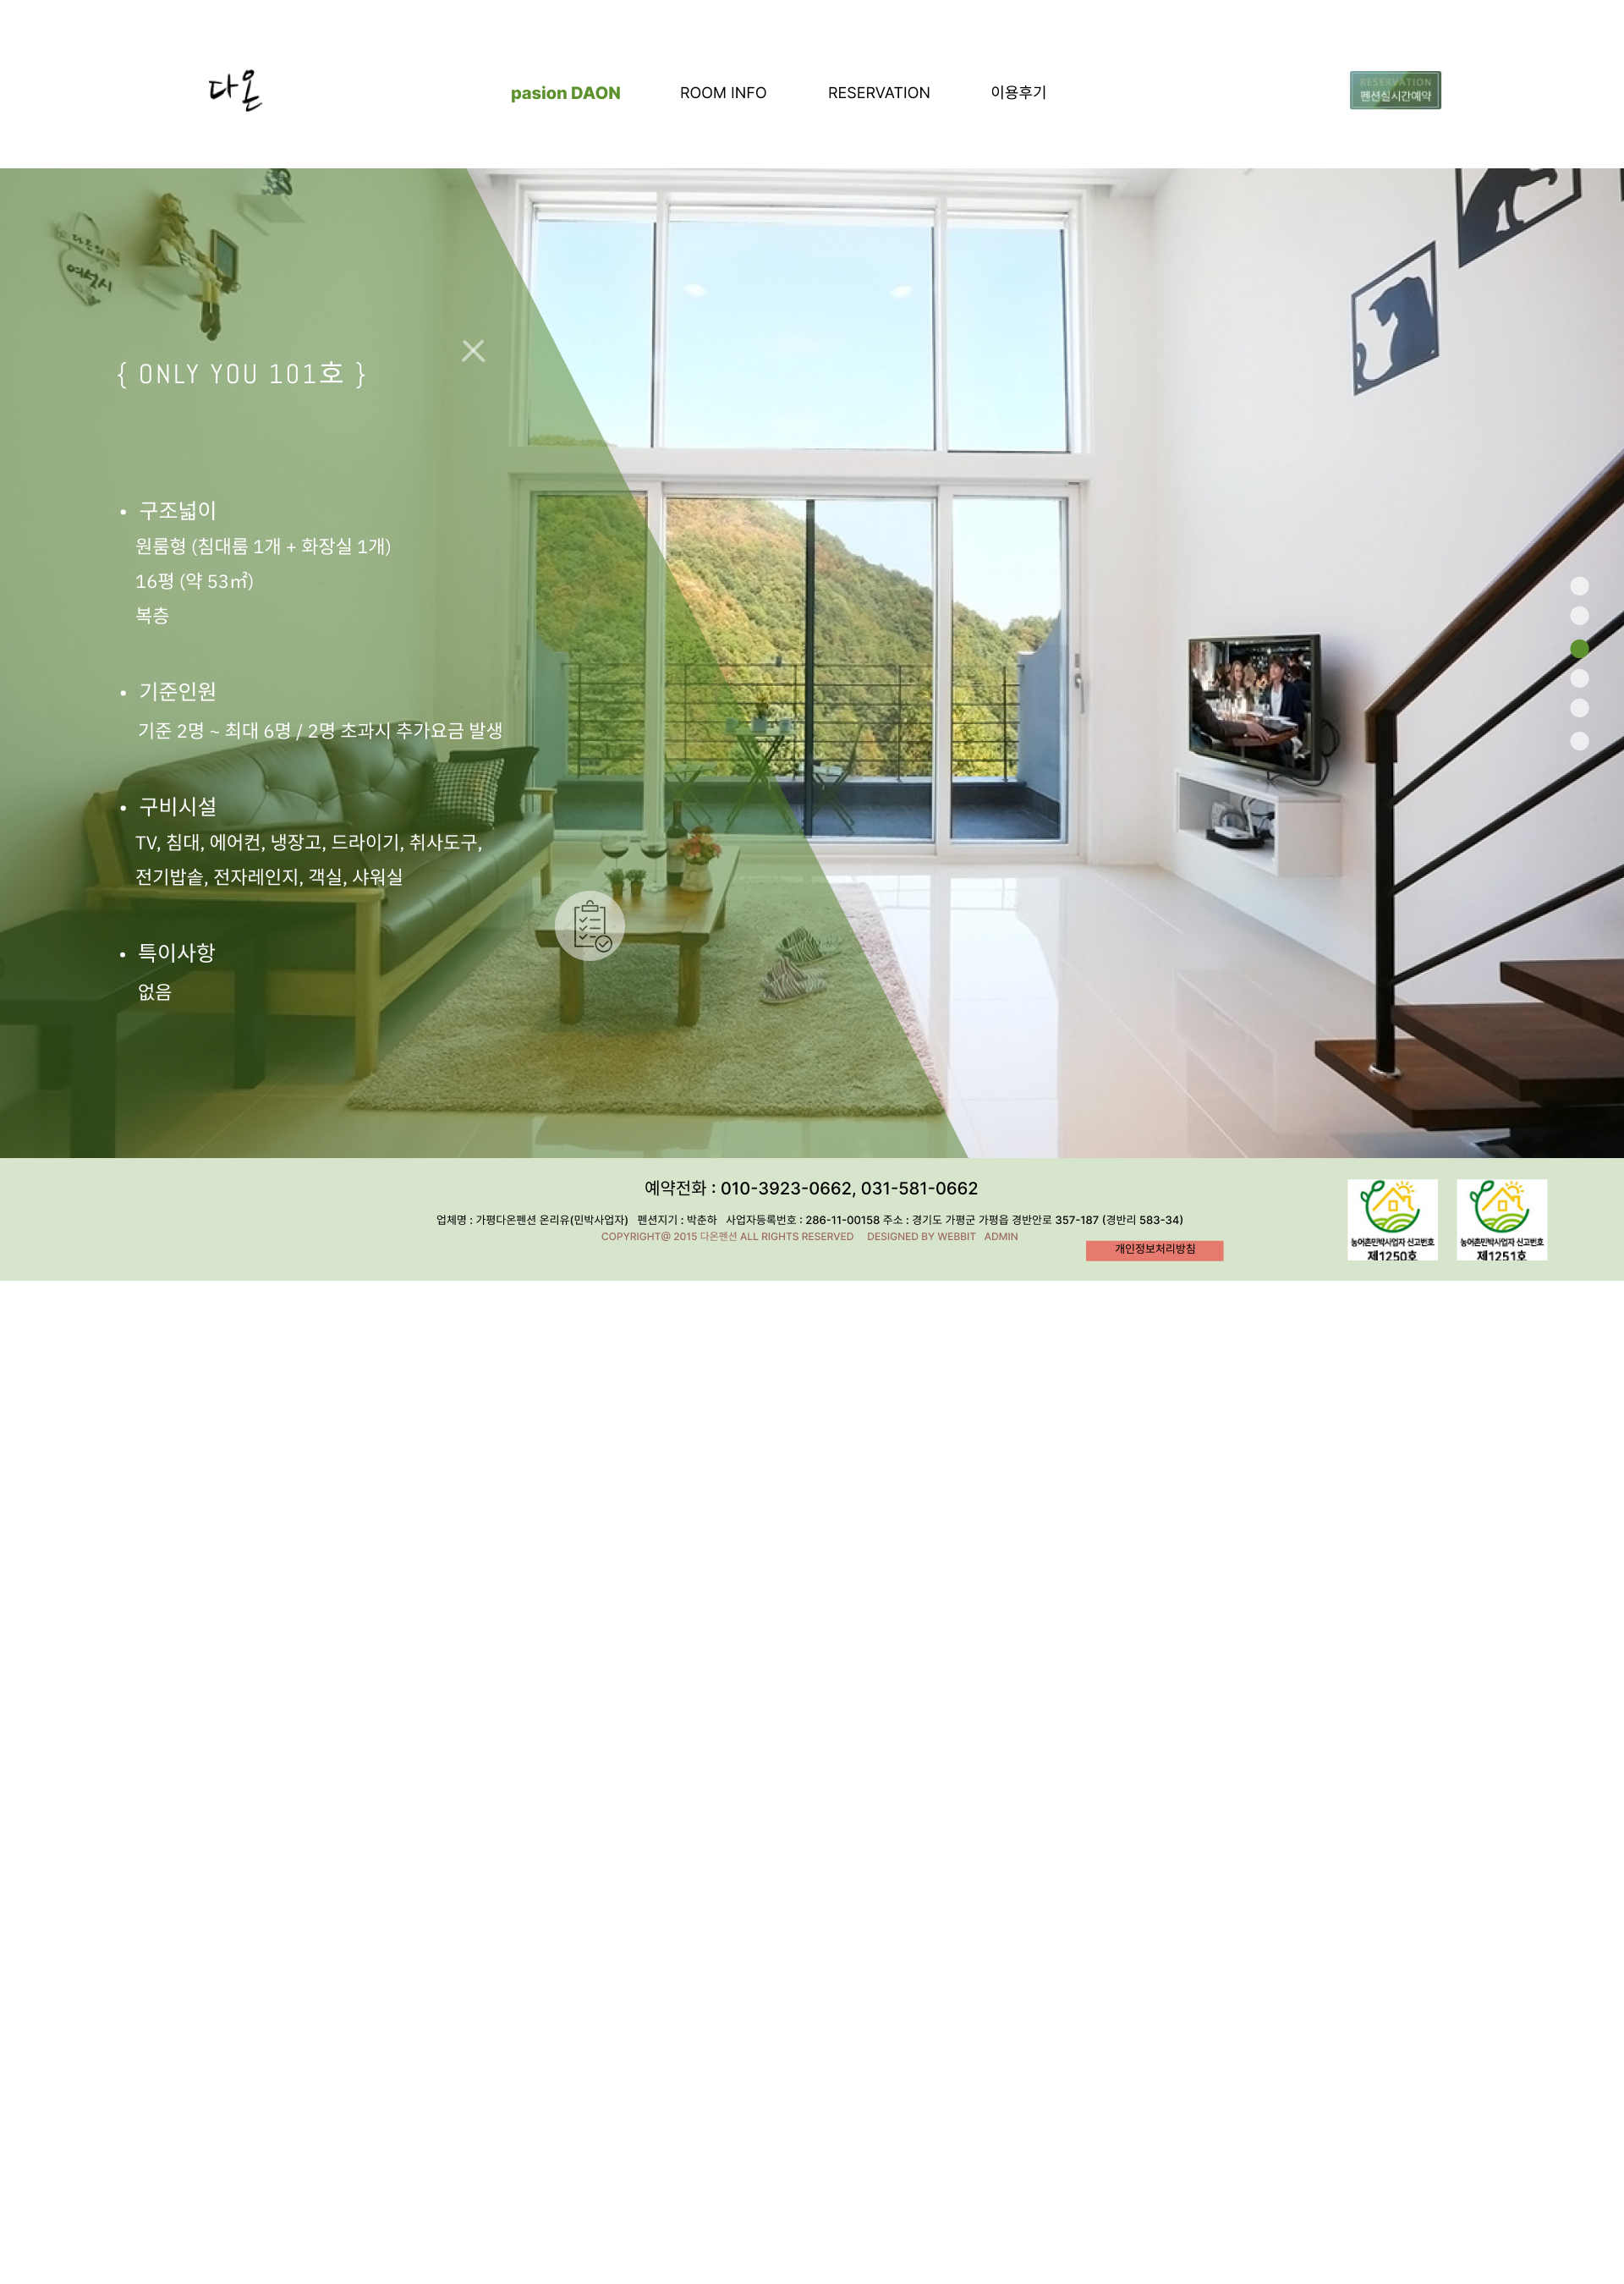 다온
pasion DAON
ROOM INFO
RESERVATION
이용후기
RESERVATION
펜션실시간예약
다온의
여섯시
{ ONLY YOU 101호 }
• 구조넓이
원룸형 (침대룸 1개 + 화장실 1개)
16평 (약 53㎡)
복층
• 기준인원
기준 2명 ~ 최대 6명 / 2명 초과시 추가요금 발생
• 구비시설
TV, 침대, 에어컨, 냉장고, 드라이기, 취사도구,
전기밥솥, 전자레인지, 객실, 샤워실
• 특이사항
없음
예약전화 : 010-3923-0662, 031-581-0662
업체명 : 가평다온펜션 온리유(민박사업자) 펜션지기 : 박춘하 사업자등록번호 : 286-11-00158 주소 : 경기도 가평군 가평읍 경반안로 357-187 (경반리 583-34)
COPYRIGHT@ 2015 다온펜션 ALL RIGHTS RESERVED DESIGNED BY WEBBIT ADMIN
개인정보처리방침
농어촌민박사업자 신고번호
제1250호
농어촌민박사업자 신고번호
제1251호